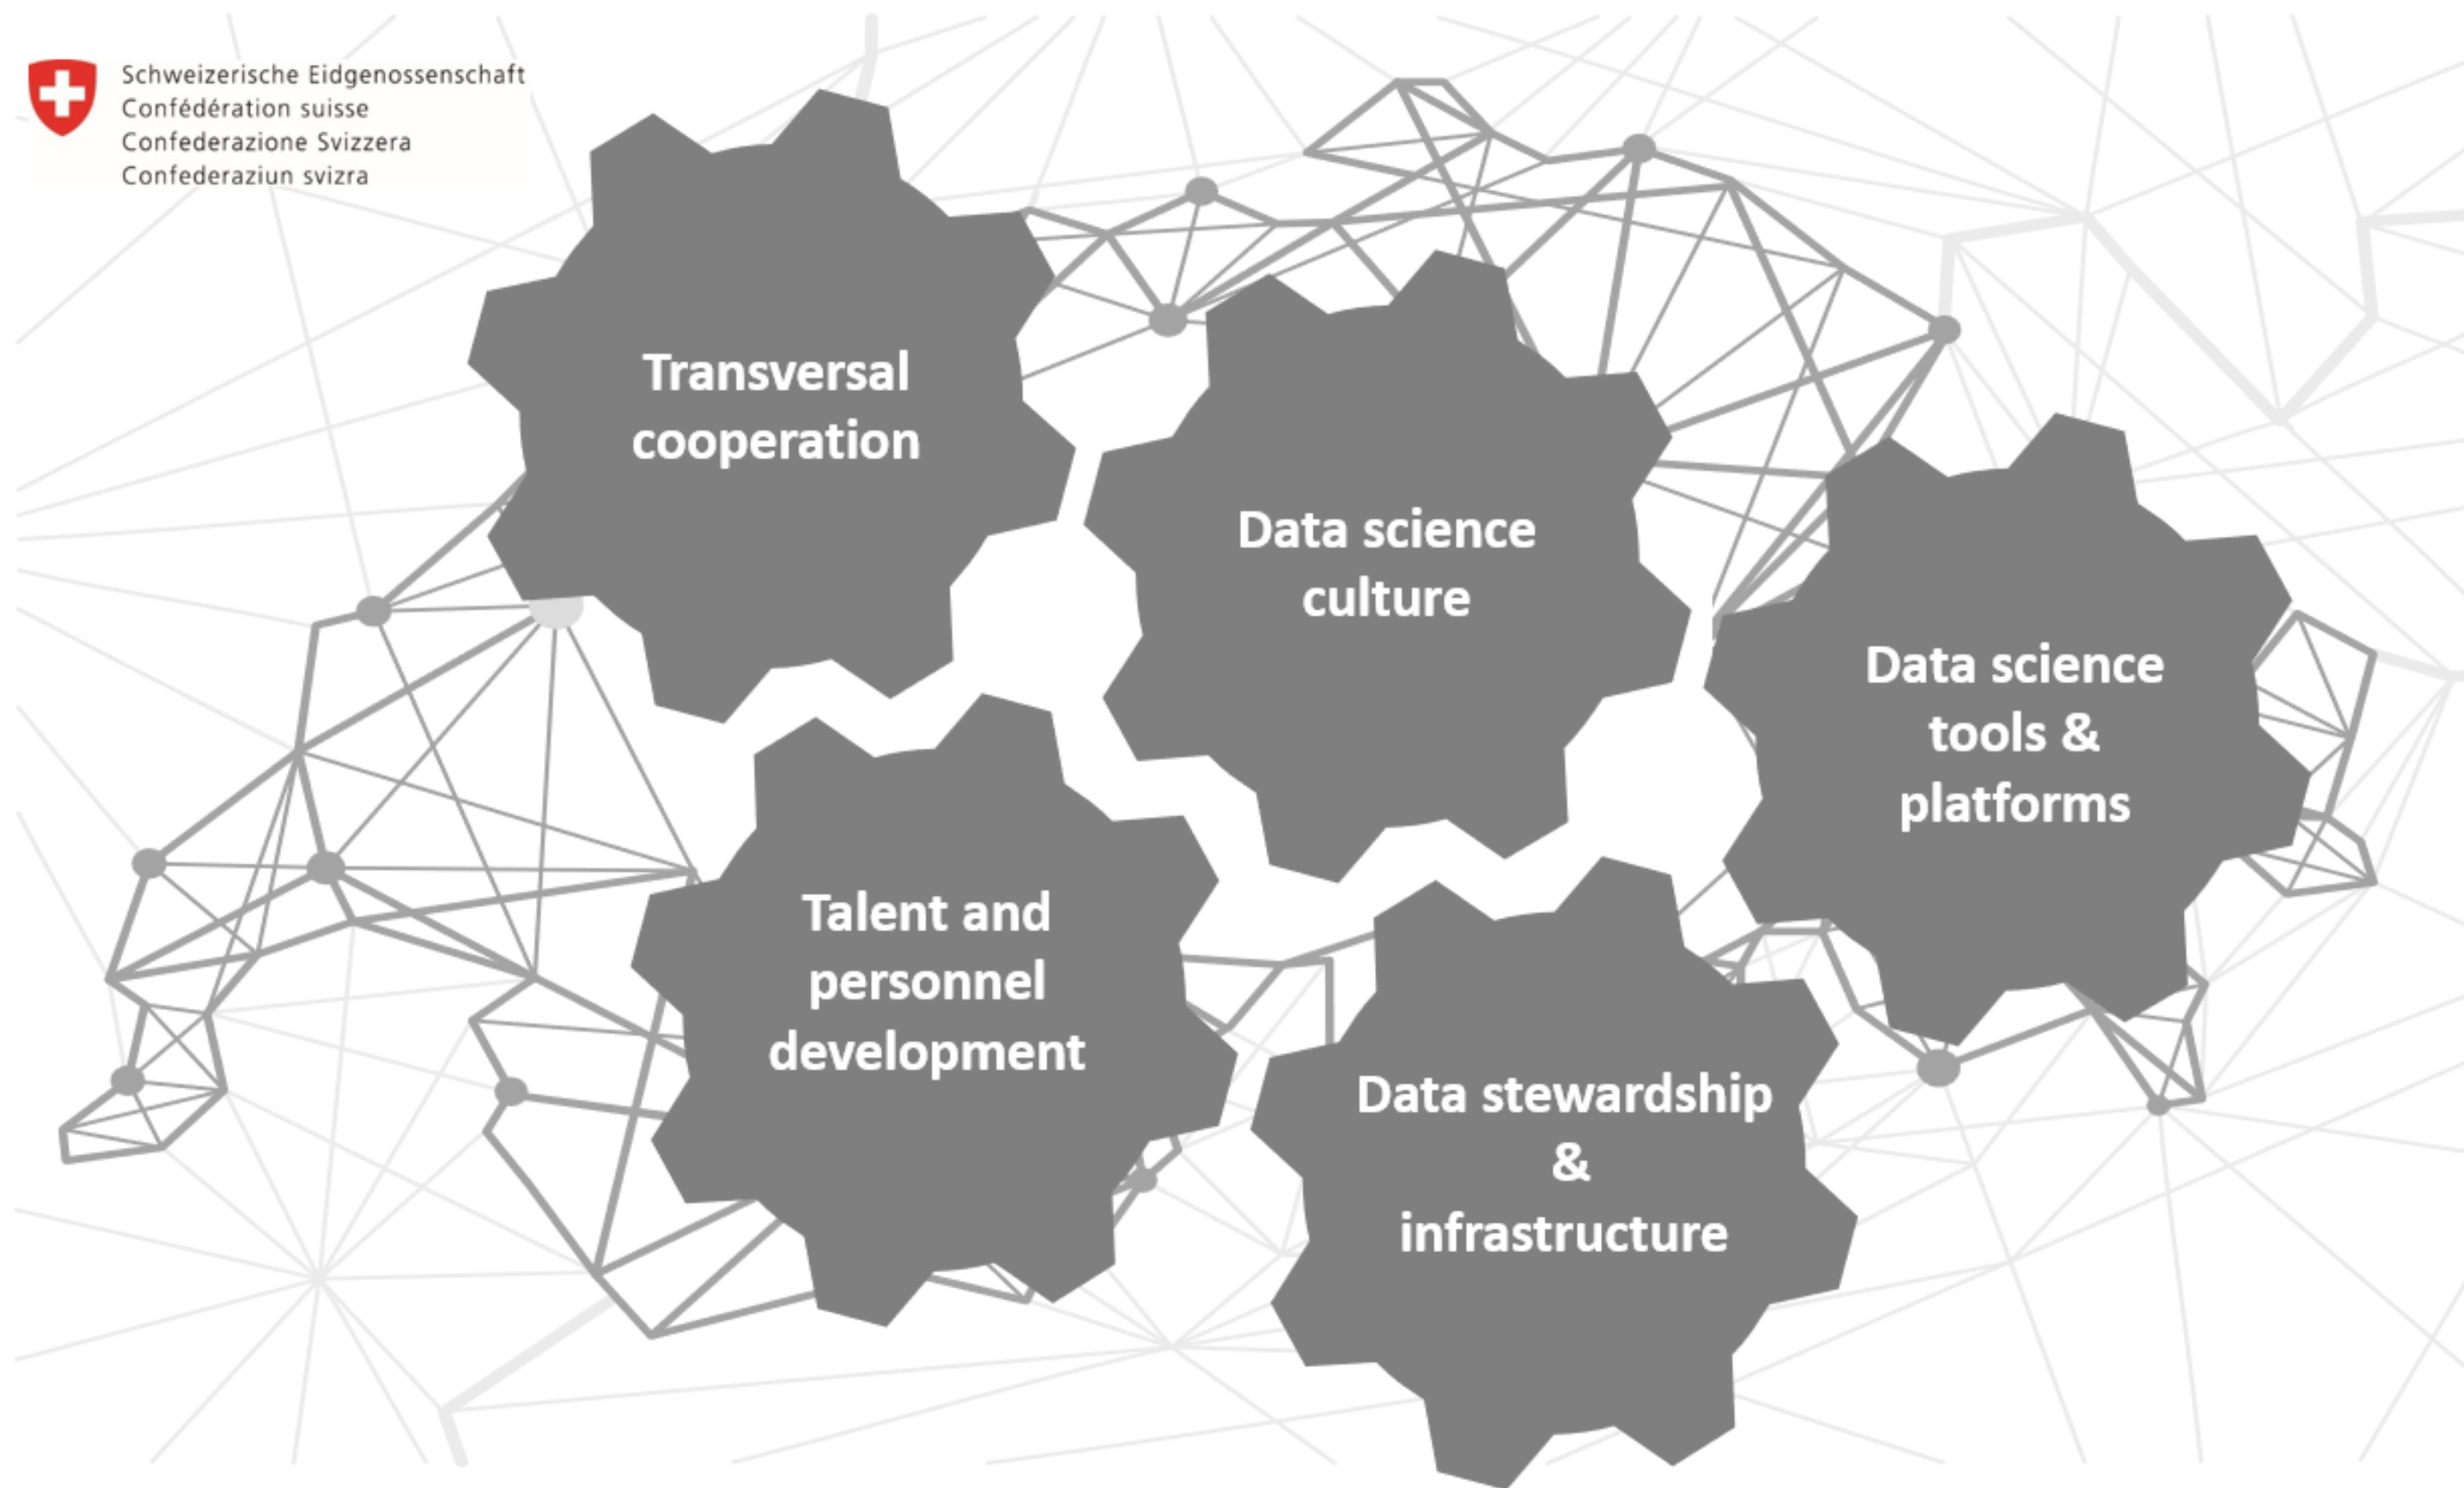 Schweizerische Eidgenossenschaft
Confédération suisse
Confederazione Svizzera
Confederaziun svizra
Transversal
cooperation
Data science
culture
Data science
tools &
platforms
Talent and
personnel
development
Data stewardship
&
infrastructure